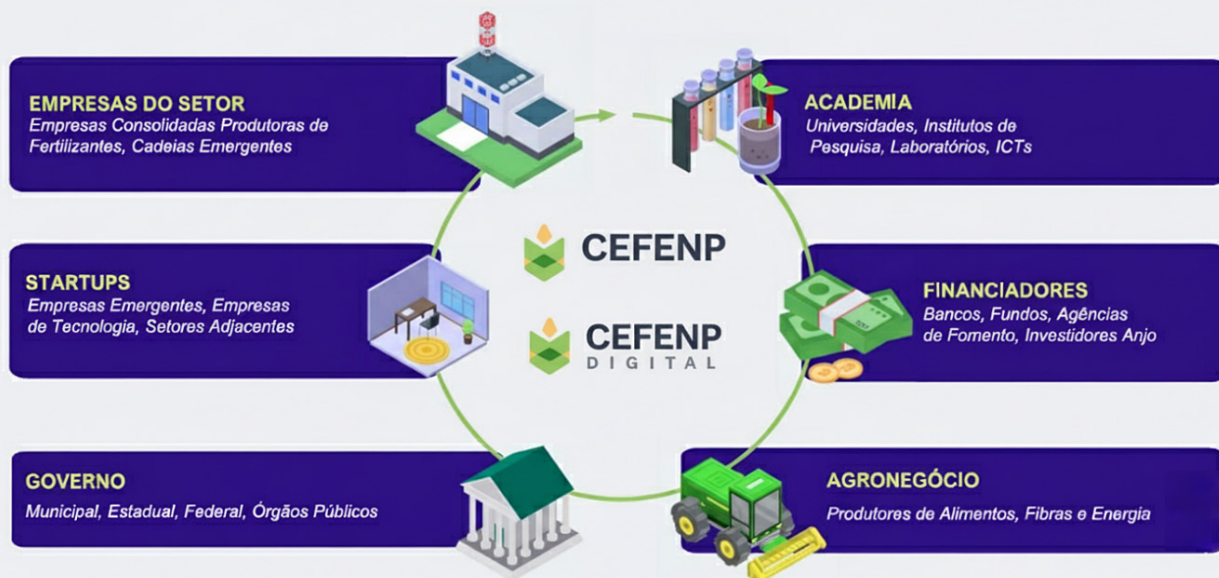 EMPRESAS DO SETOR
Empresas Consolidadas Produtoras de
Fertilizantes, Cadeias Emergentes
ACADEMIA
Universidades, Institutos de
Pesquisa, Laboratórios, ICTs
CEFENP
STARTUPS
Empresas Emergentes, Empresas
de Tecnologia, Setores Adjacentes
FINANCIADORES
Bancos, Fundos, Agências
de Fomento, Investidores Anjo
CEFENP
DIGITAL
GOVERNO
Municipal, Estadual, Federal, Órgãos Públicos
AGRONEGÓCIO
Produtores de Alimentos, Fibras e Energia